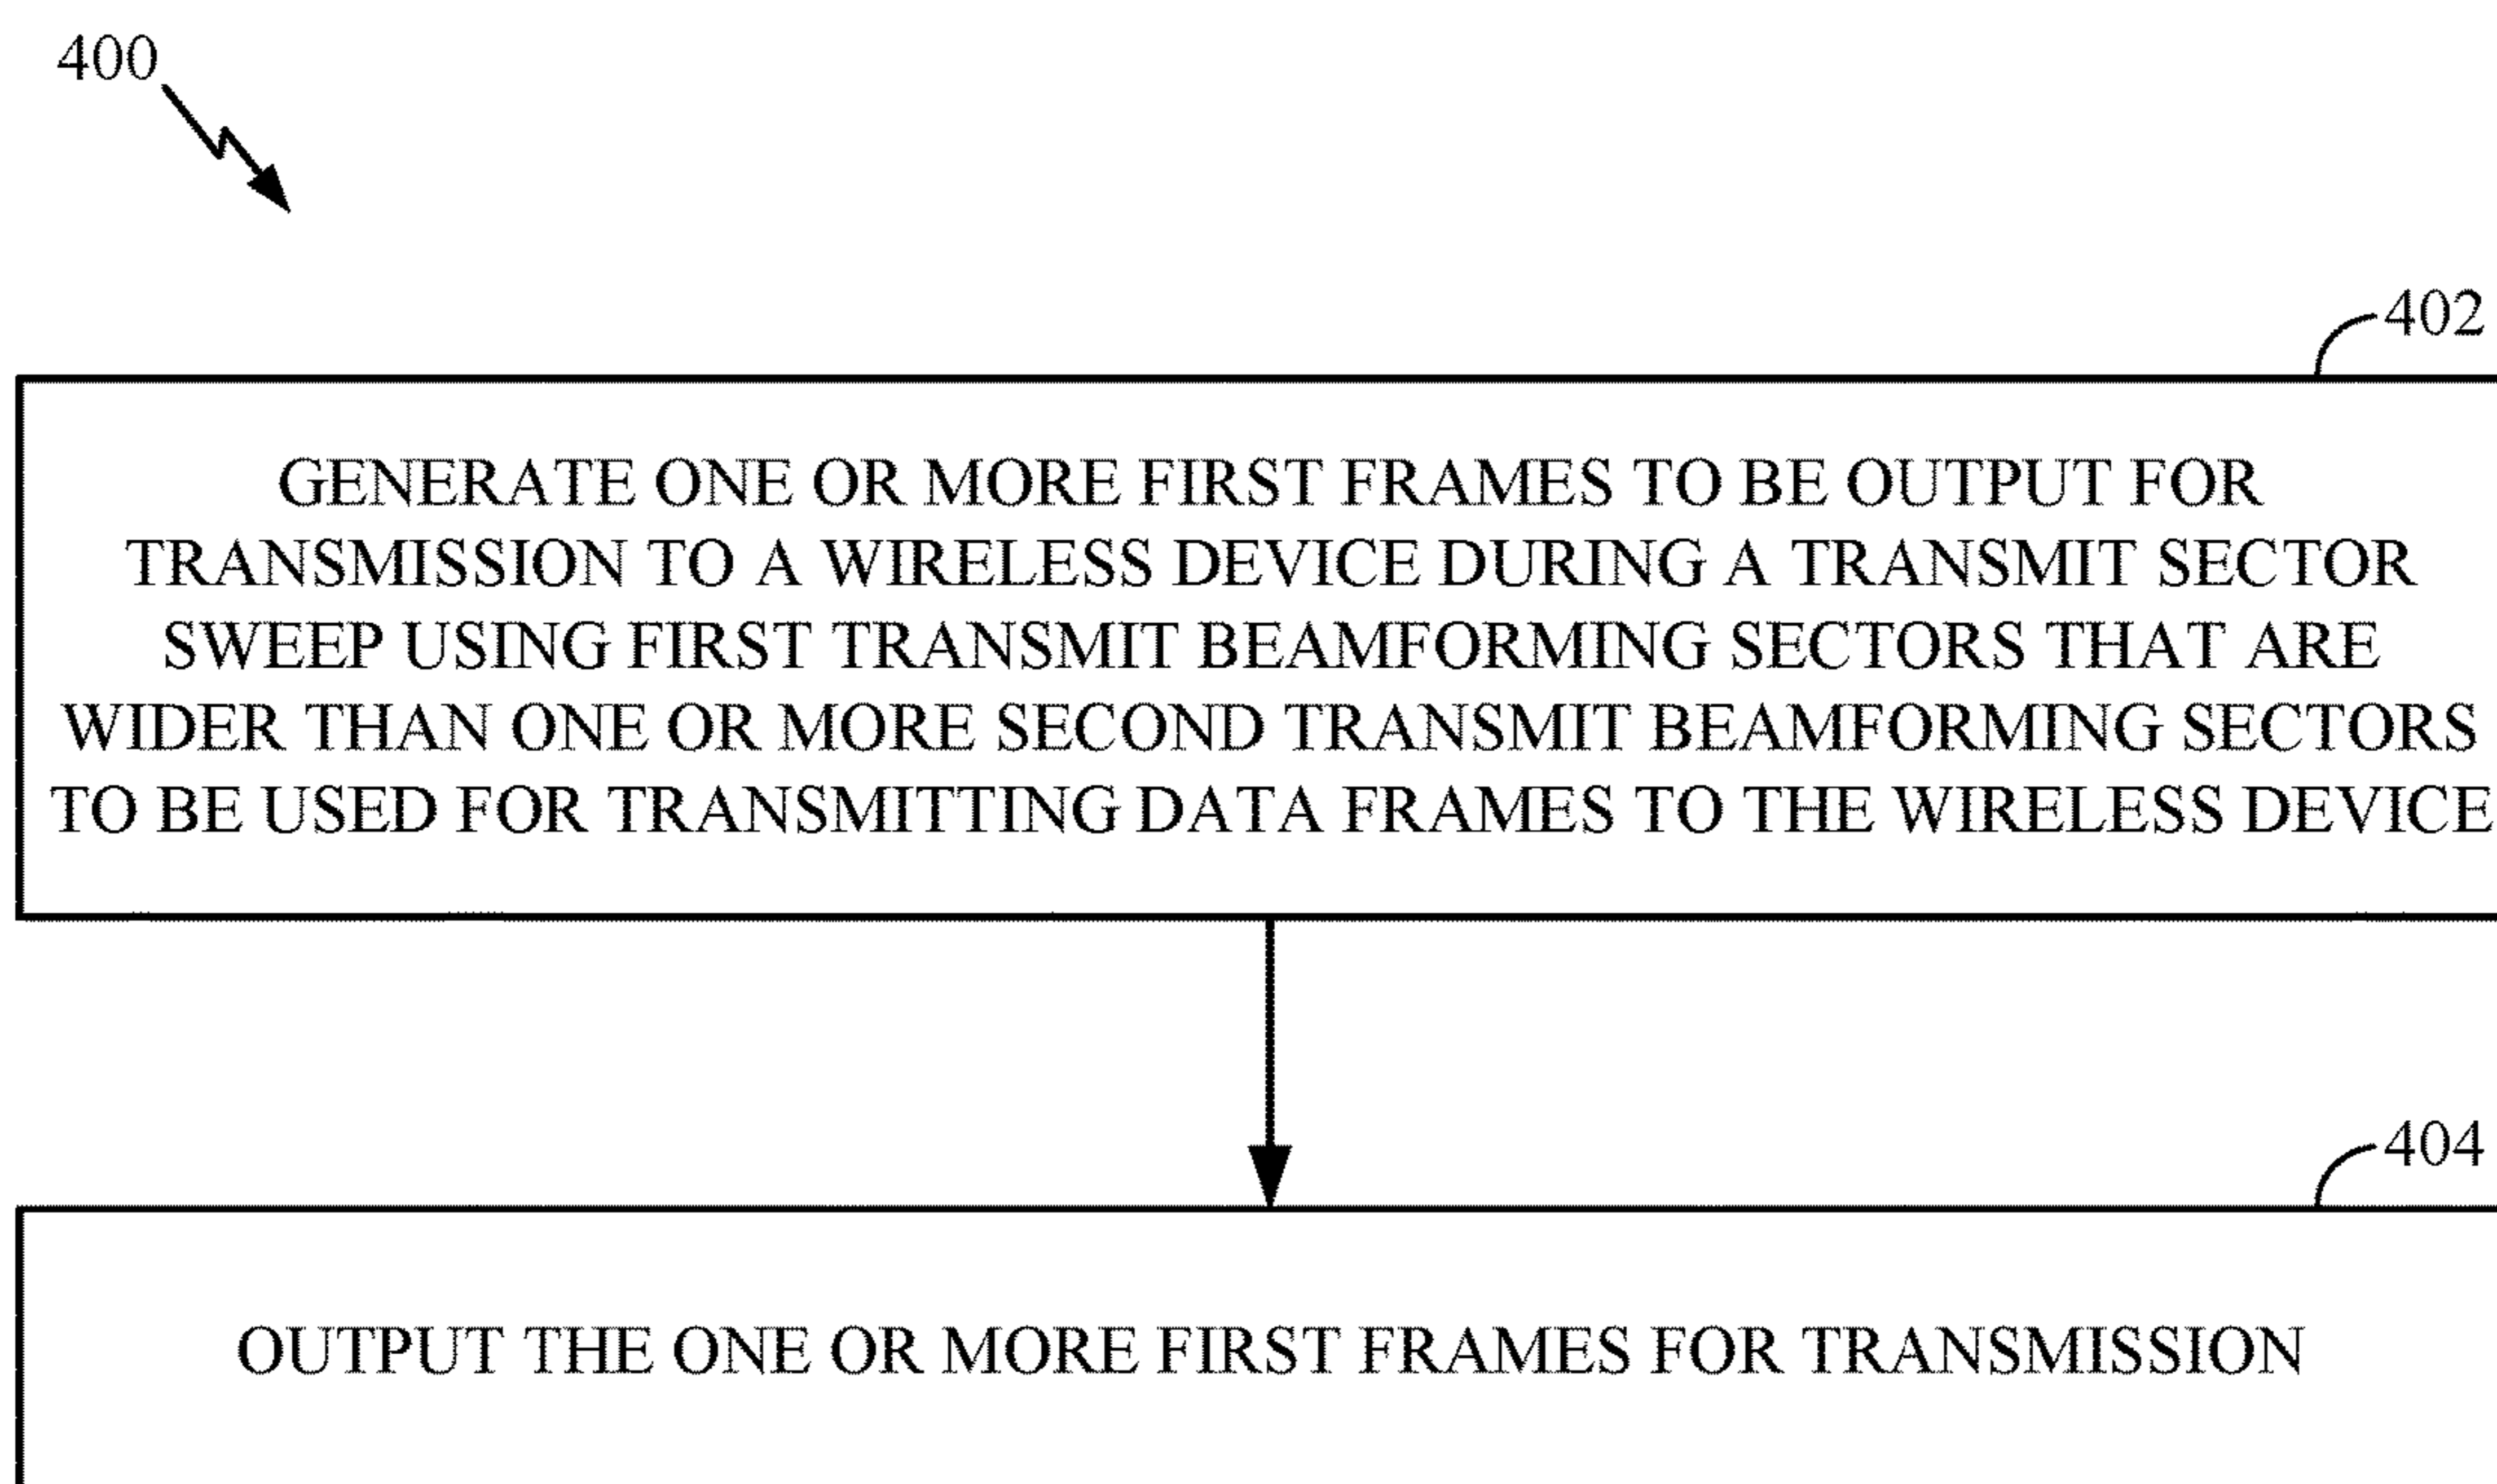 400
402
GENERATE ONE OR MORE FIRST FRAMES TO BE OUTPUT FOR
TRANSMISSION TO A WIRELESS DEVICE DURING A TRANSMIT SECTOR
SWEEP USING FIRST TRANSMIT BEAMFORMING SECTORS THAT ARE
WIDER THAN ONE OR MORE SECOND TRANSMIT BEAMFORMING SECTORS
TO BE USED FOR TRANSMITTING DATA FRAMES TO THE WIRELESS DEVICE
404
OUTPUT THE ONE OR MORE FIRST FRAMES FOR TRANSMISSION